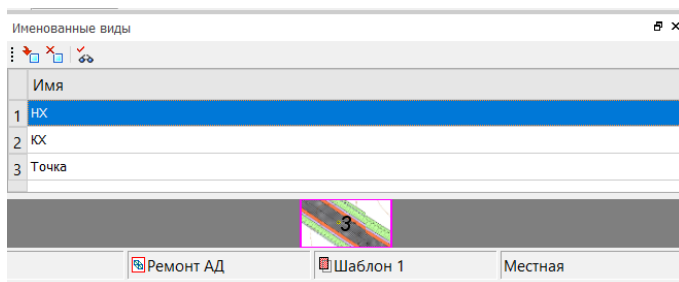 Именованные виды
Имя
1 НХ
2 КХ
3 Точка
3
Ремонт АД Шаблон 1 Местная